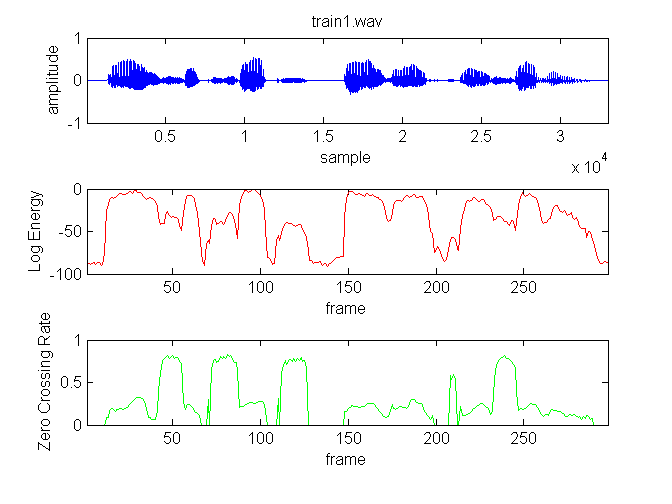 train1.wav
amplitude
1
0
-1
0.5 1 1.5 2 2.5 3
sample
x 10^4
Log Energy
0
-50
-100
50 100 150 200 250
frame
Zero Crossing Rate
1
0.5
0
50 100 150 200 250
frame